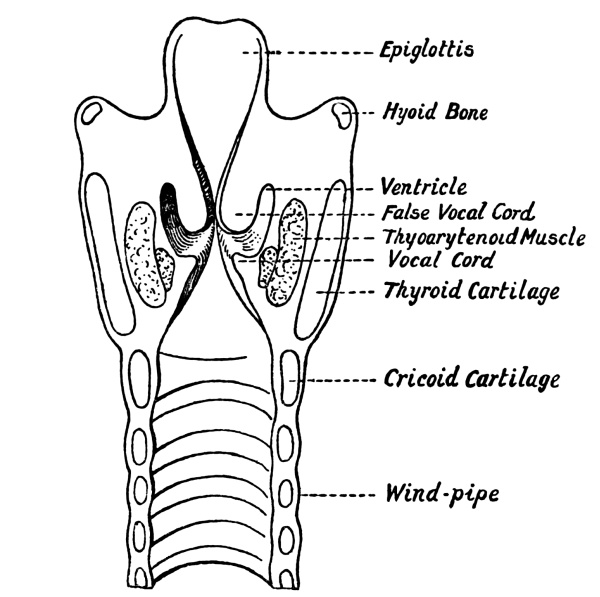 Epiglottis
Hyoid Bone
Ventricle
False Vocal Cord
Thyoarytenoid Muscle
Vocal Cord
Thyroid Cartilage
Cricoid Cartilage
Wind-pipe